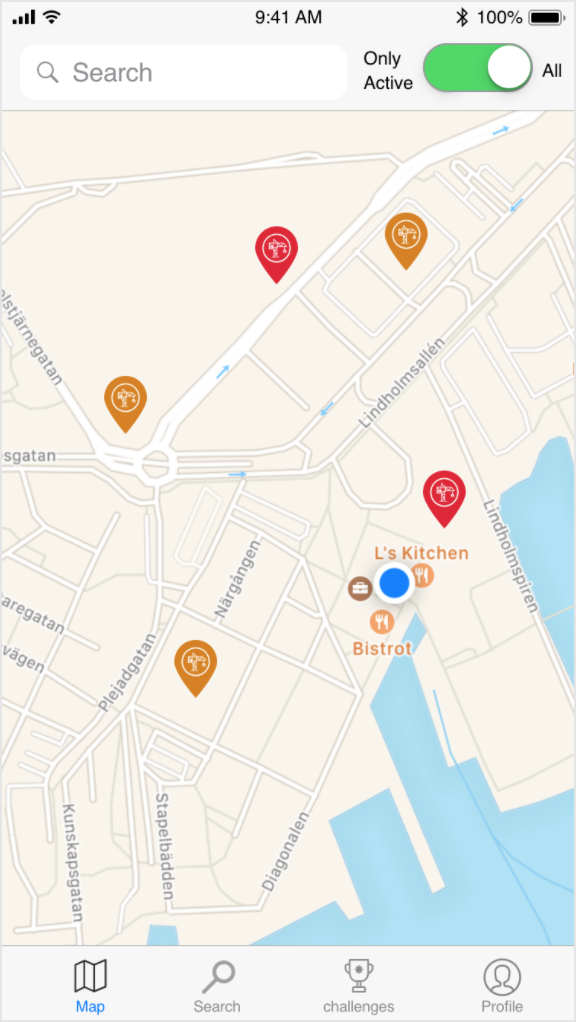 9:41 AM
100%
Search
Only
Active
All
Lindholmsallén
sgatan
L's Kitchen
Lindholmspiren
Närgången
Bistrot
aregatan
vägen
Plejadgatan
Stapelbädden
Kunskapsgatan
Diagonalen
Map
Search
challenges
Profile